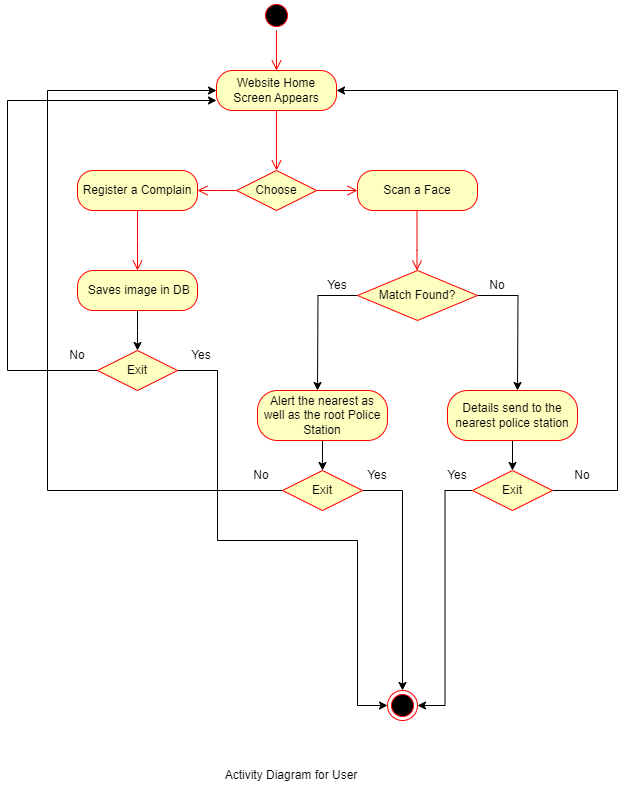 Website Home
Screen Appears
Register a Complain
Choose
Scan a Face
Saves image in DB
Yes
Match Found?
No
No
Exit
Yes
Alert the nearest as
well as the root Police
Station
Details send to the
nearest police station
No
Exit
Yes
Yes
Exit
No
Activity Diagram for User